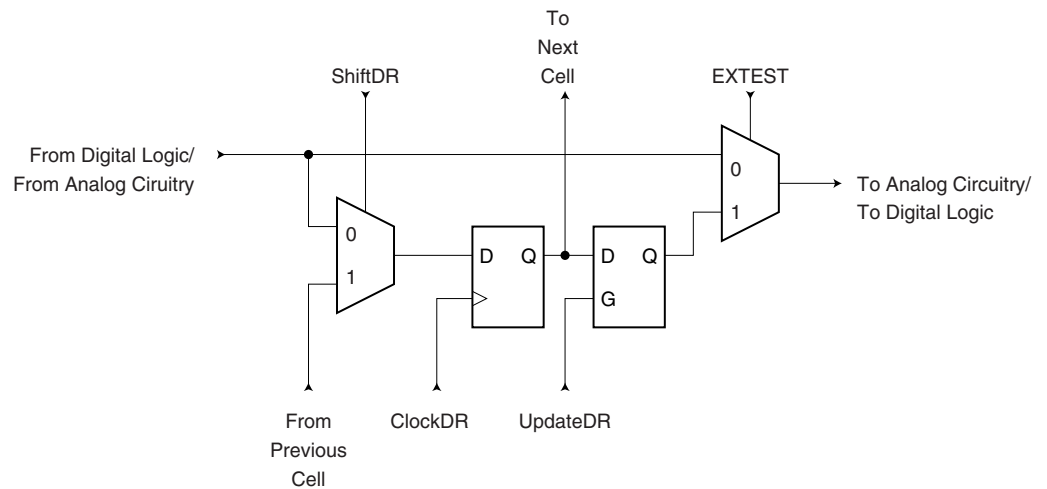 To
Next
Cell
ShiftDR
EXTEST
From Digital Logic/
From Analog Ciruitry
0
1
To Analog Circuitry/
To Digital Logic
0
1
D Q
D Q
G
From
Previous
Cell
ClockDR
UpdateDR